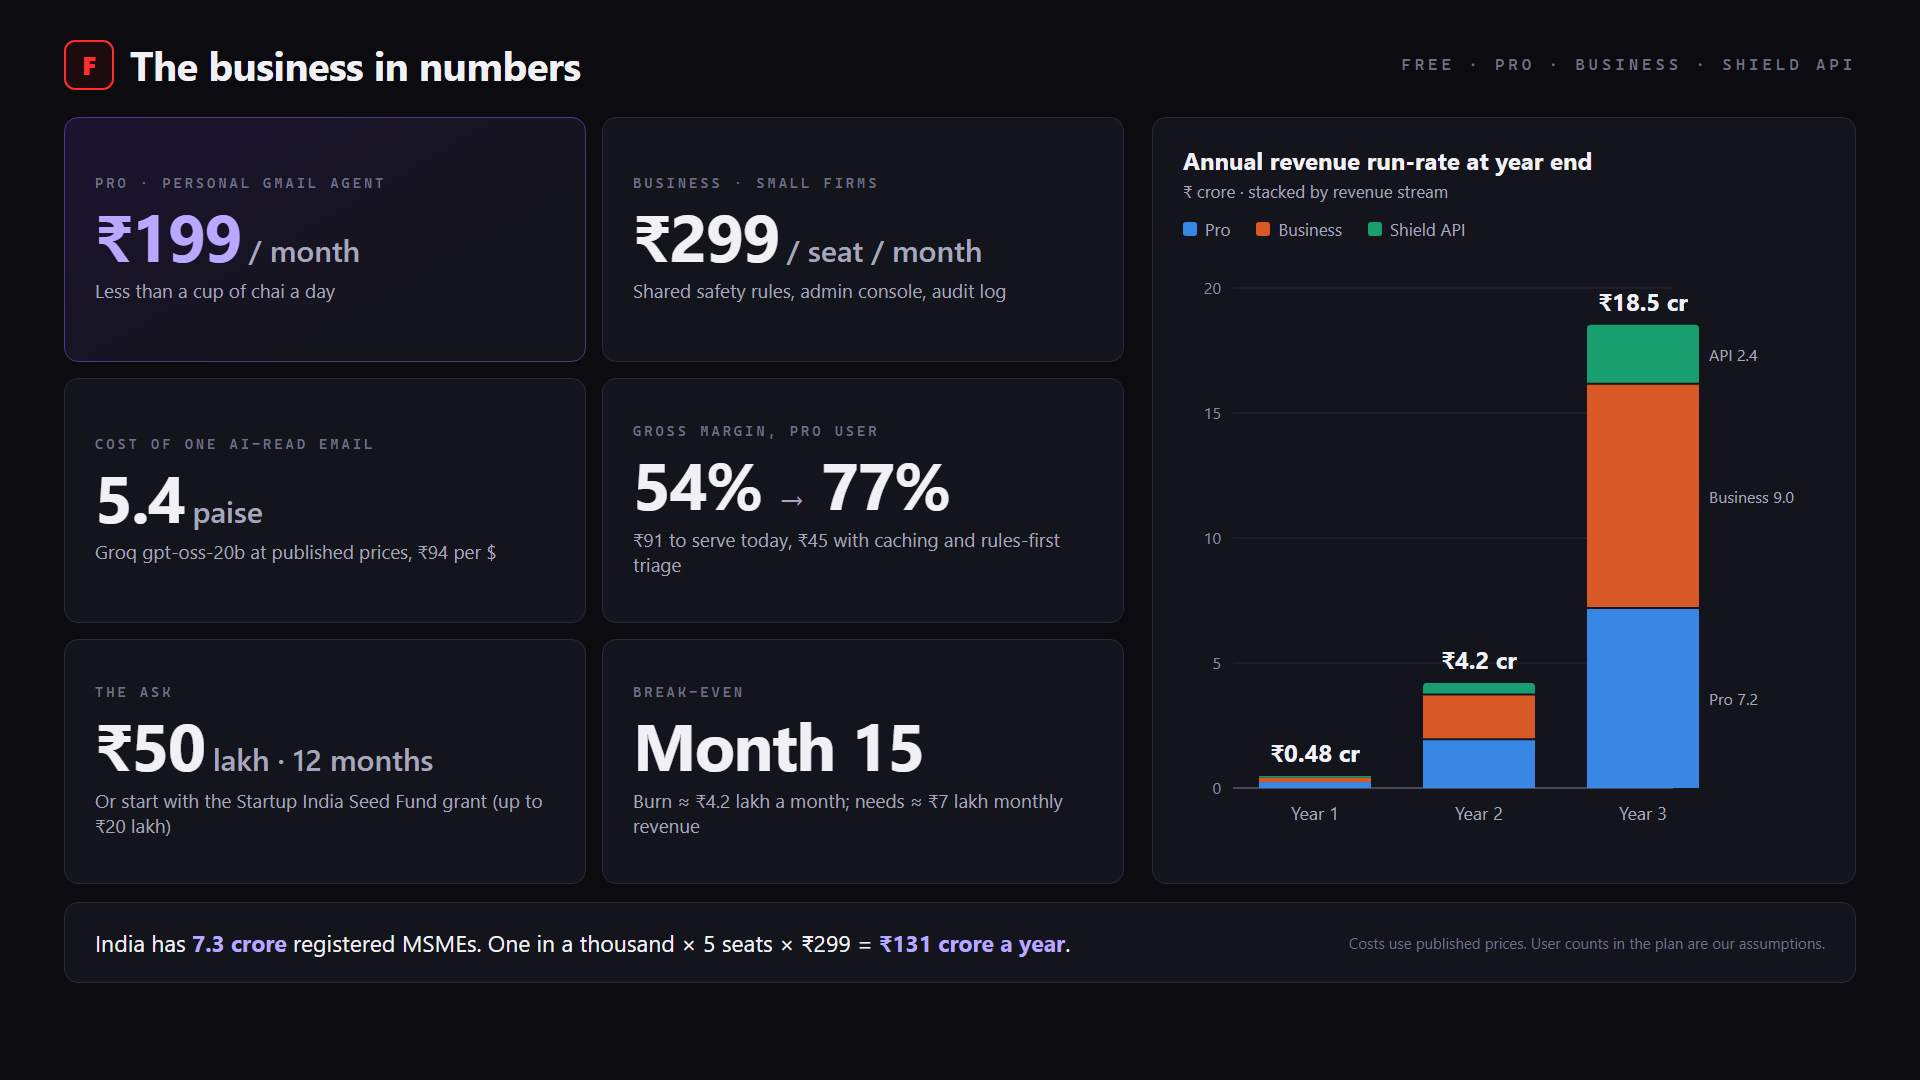 F The business in numbers
FREE · PRO · BUSINESS · SHIELD API
PRO · PERSONAL GMAIL AGENT
₹199 / month
Less than a cup of chai a day
BUSINESS · SMALL FIRMS
₹299 / seat / month
Shared safety rules, admin console, audit log
COST OF ONE AI-READ EMAIL
5.4 paise
Groq gpt-oss-20b at published prices, ₹94 per $
GROSS MARGIN, PRO USER
54% → 77%
₹91 to serve today, ₹45 with caching and rules-first
triage
THE ASK
₹50 lakh · 12 months
Or start with the Startup India Seed Fund grant (up to
₹20 lakh)
BREAK-EVEN
Month 15
Burn ≈ ₹4.2 lakh a month; needs ≈ ₹7 lakh monthly
revenue
Annual revenue run-rate at year end
₹ crore · stacked by revenue stream
Pro Business Shield API
20
₹18.5 cr
API 2.4
15
Business 9.0
10
5
₹4.2 cr
Pro 7.2
₹0.48 cr
0
Year 1 Year 2 Year 3
India has 7.3 crore registered MSMEs. One in a thousand × 5 seats × ₹299 = ₹131 crore a year.
Costs use published prices. User counts in the plan are our assumptions.